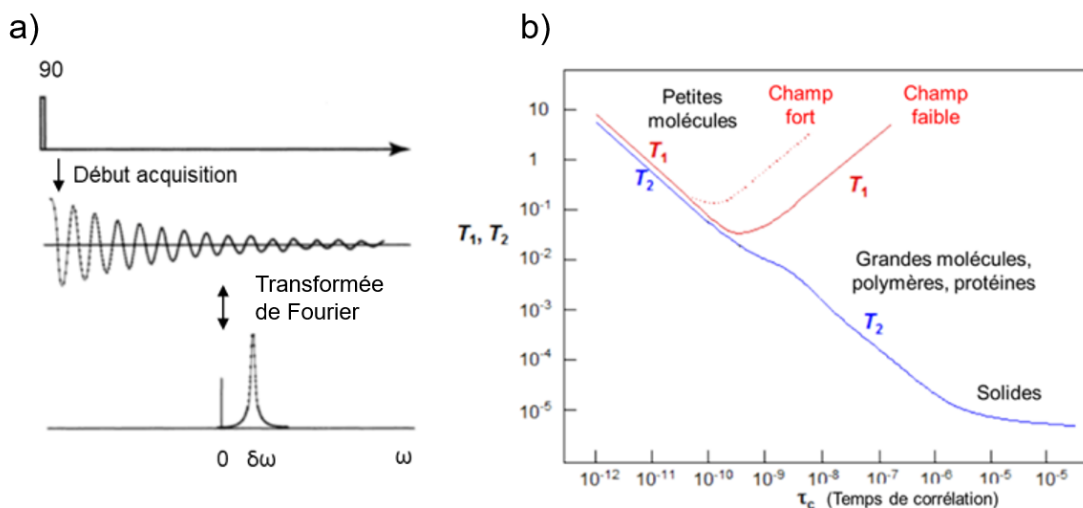 a)
90
Début acquisition
Transformée
de Fourier
0 δω ω
b)
T₁, T₂
10
1
10⁻¹
10⁻²
10⁻³
10⁻⁴
10⁻⁵
Petites
molécules
Champ
fort
Champ
faible
T₁
T₂
T₁
Grandes molécules,
polymères, protéines
T₂
Solides
10⁻¹² 10⁻¹¹ 10⁻¹⁰ 10⁻⁹ 10⁻⁸ 10⁻⁷ 10⁻⁶ 10⁻⁵ 10⁻⁵
τc (Temps de corrélation)